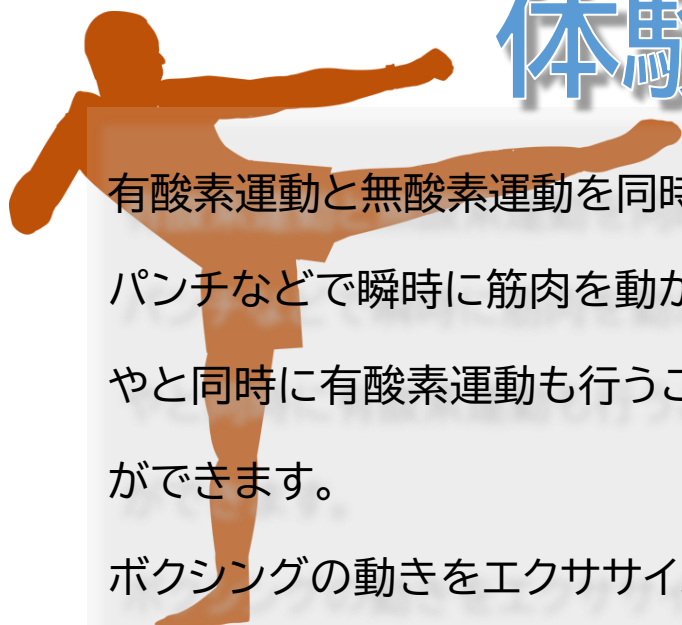 体験
有酸素運動と無酸素運動を同時
パンチなどで瞬時に筋肉を動か
やと同時に有酸素運動も行うこ
ができます。
ボクシングの動きをエクササイ